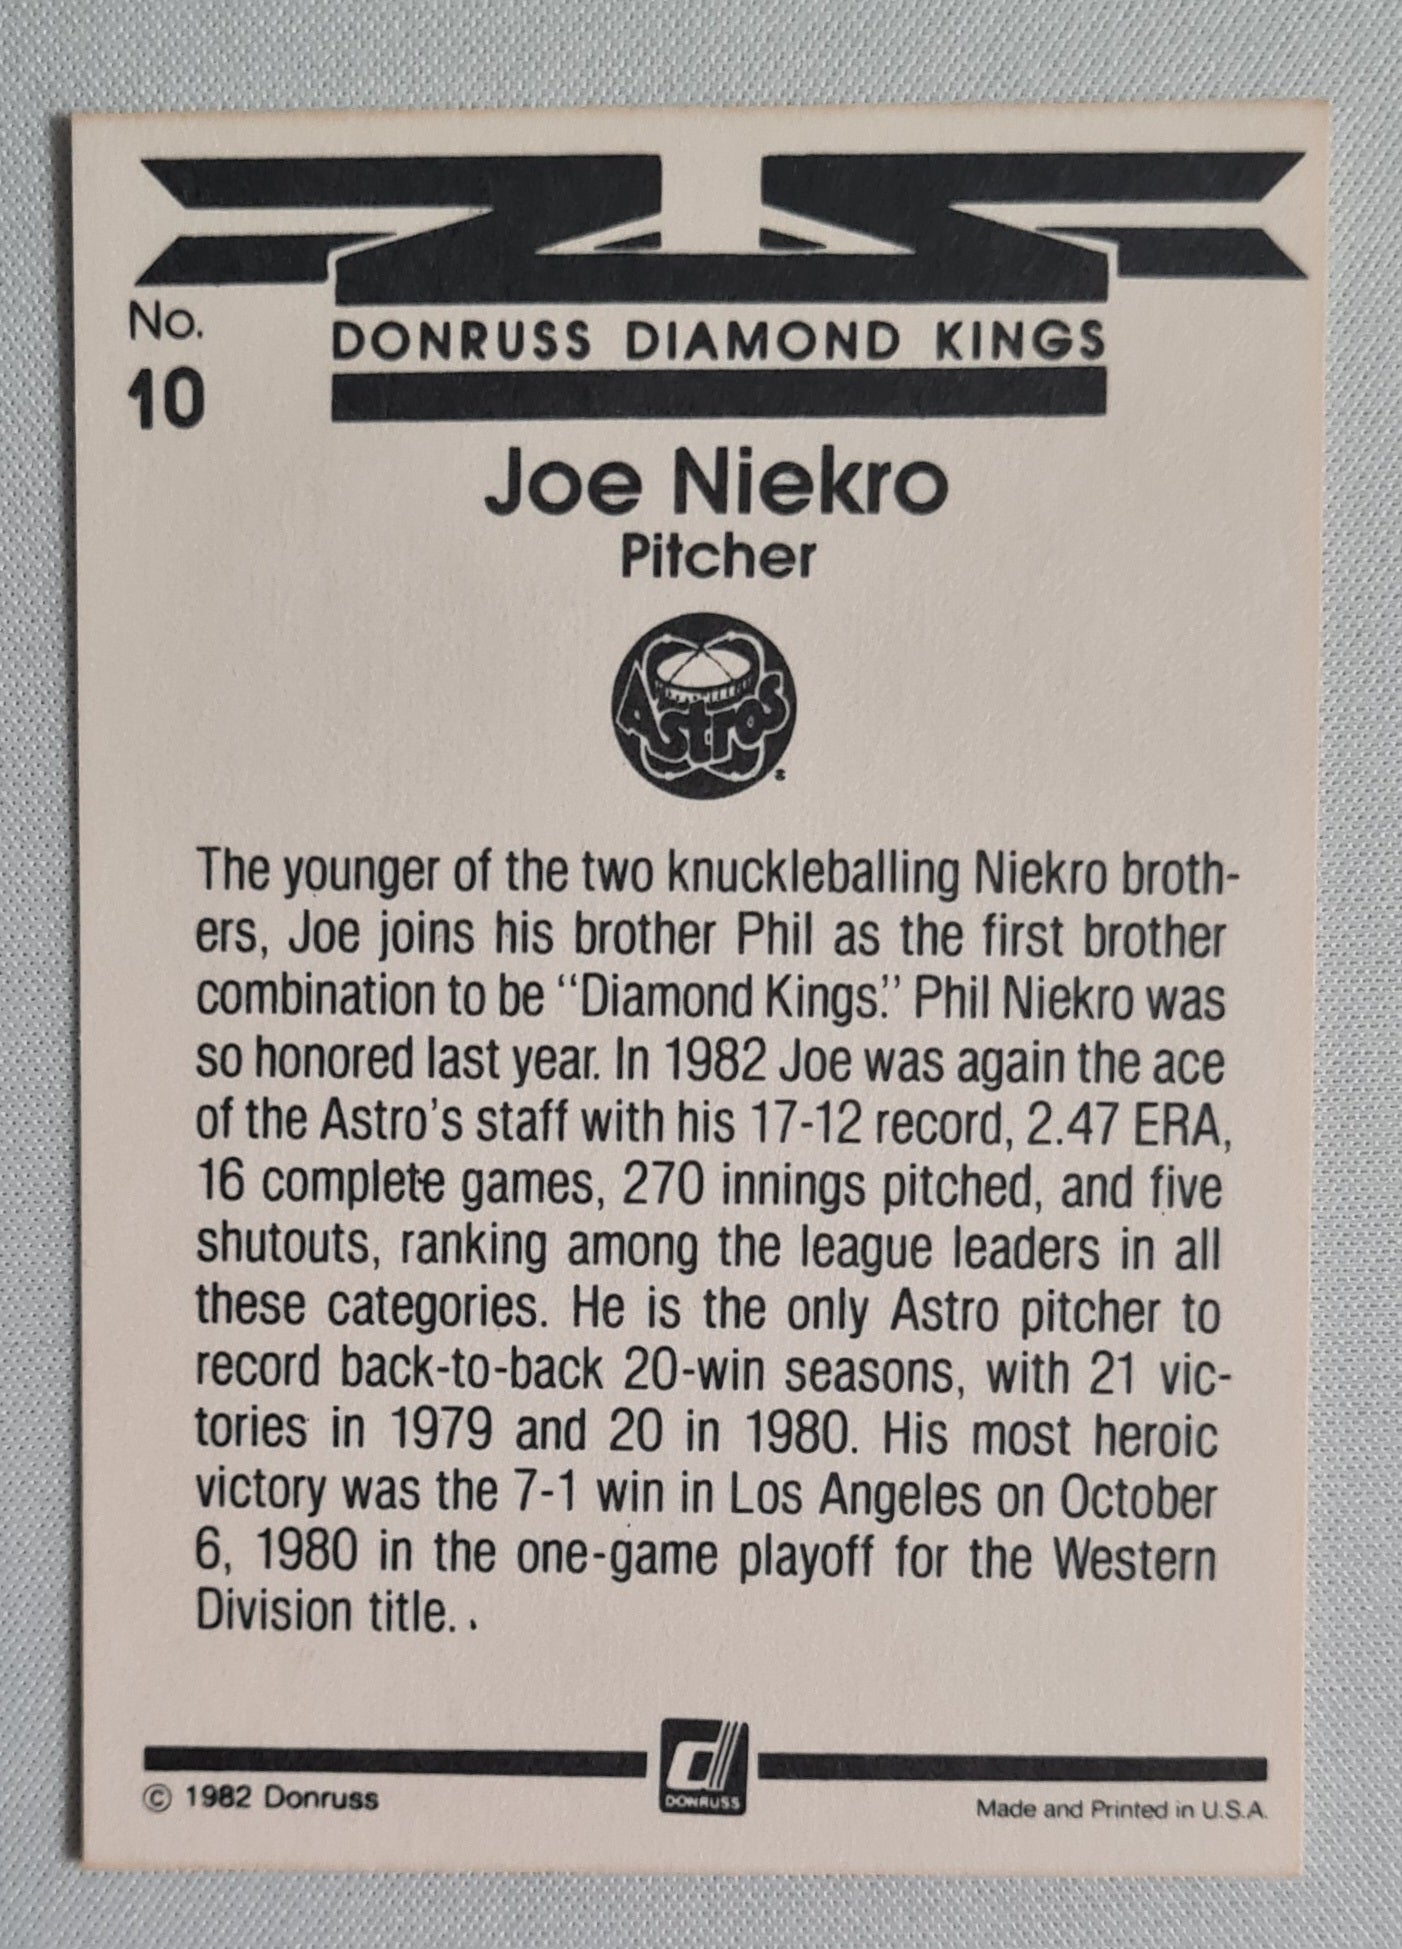 No.
10
DONRUSS DIAMOND KINGS
Joe Niekro
Pitcher
Astros
The younger of the two knuckleballing Niekro broth-
ers, Joe joins his brother Phil as the first brother
combination to be “Diamond Kings.” Phil Niekro was
so honored last year. In 1982 Joe was again the ace
of the Astro's staff with his 17-12 record, 2.47 ERA,
16 complete games, 270 innings pitched, and five
shutouts, ranking among the league leaders in all
these categories. He is the only Astro pitcher to
record back-to-back 20-win seasons, with 21 vic-
tories in 1979 and 20 in 1980. His most heroic
victory was the 7-1 win in Los Angeles on October
6, 1980 in the one-game playoff for the Western
Division title. .
d
DONRUSS
© 1982 Donruss
Made and Printed in U.S.A.